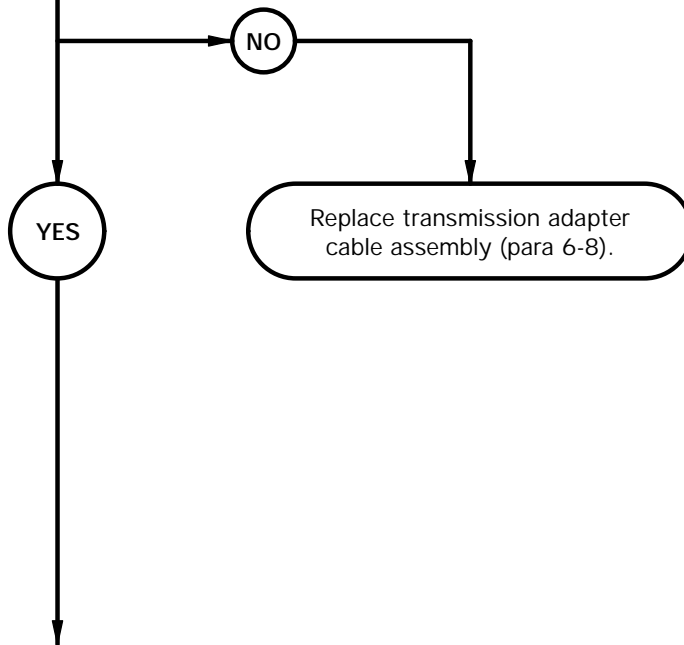 NO
YES
Replace transmission adapter
cable assembly (para 6-8).